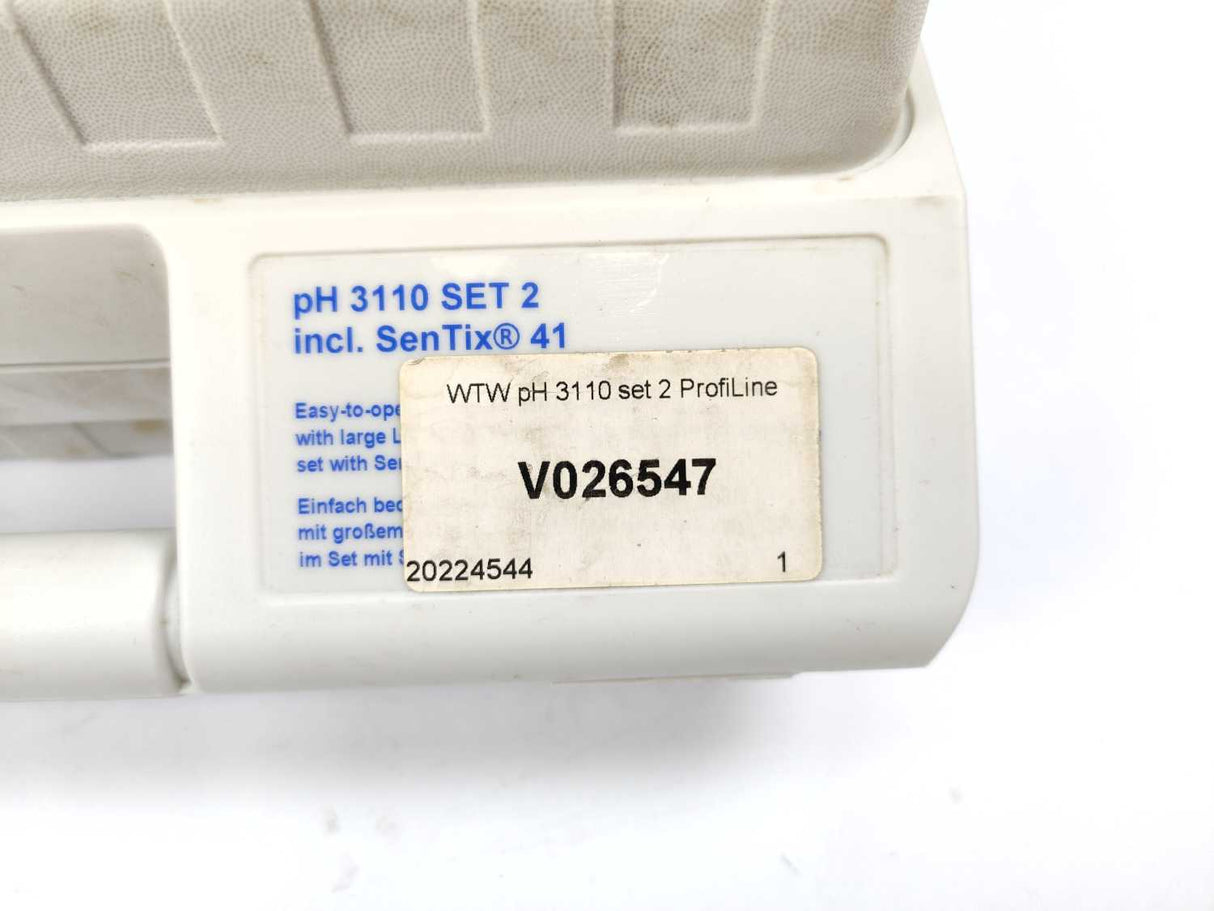 pH 3110 SET 2
incl. SenTix® 41
Easy-to-ope
with large L
set with Se
Einfach bed
mit großem
im Set mit S
WTW pH 3110 set 2 ProfiLine
V026547
20224544 1